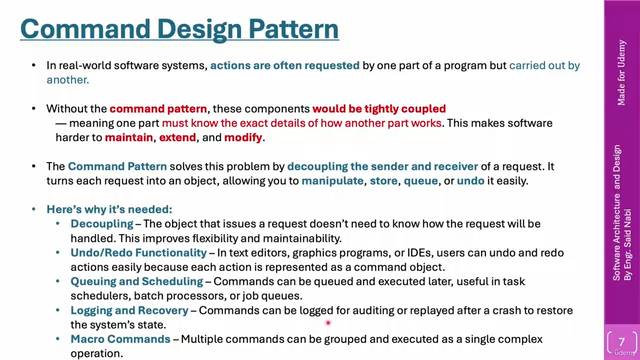 Command Design Pattern
• In real-world software systems, actions are often requested by one part of a program but carried out by
another.
• Without the command pattern, these components would be tightly coupled
— meaning one part must know the exact details of how another part works. This makes software
harder to maintain, extend, and modify.
• The Command Pattern solves this problem by decoupling the sender and receiver of a request. It
turns each request into an object, allowing you to manipulate, store, queue, or undo it easily.
• Here's why it's needed:
• Decoupling – The object that issues a request doesn't need to know how the request will be
handled. This improves flexibility and maintainability.
• Undo/Redo Functionality – In text editors, graphics programs, or IDEs, users can undo and redo
actions easily because each action is represented as a command object.
• Queuing and Scheduling – Commands can be queued and executed later, useful in task
schedulers, batch processors, or job queues.
• Logging and Recovery – Commands can be logged for auditing or replayed after a crash to restore
the system's state.
• Macro Commands – Multiple commands can be grouped and executed as a single complex
operation.
Made for Udemy
Software Architecture and Design
By Engr. Said Nabi
7
Udemy